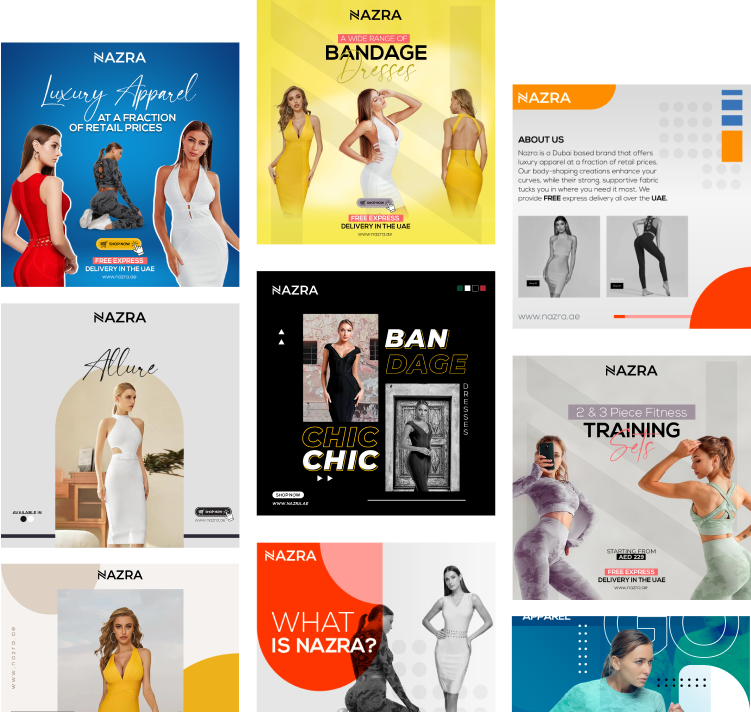 NAZRA
Luxury Apparel
AT A FRACTION
OF RETAIL PRICES
SHOP NOW
FREE EXPRESS
DELIVERY IN THE UAE
www.nazra.ae
NAZRA
Allure
AVAILABLE IN
SHOP NOW
www.nazra.ae
NAZRA
www.nazra.ae
NAZRA
A WIDE RANGE OF
BANDAGE
Dresses
SHOP NOW
FREE EXPRESS
DELIVERY IN THE UAE
www.nazra.ae
NAZRA
BAN
DAGE
DRESSES
CHIC
CHIC
SHOP NOW
WWW.NAZRA.AE
NAZRA
WHAT
IS NAZRA?
NAZRA
ABOUT US
Nazra is a Dubai based brand that offers
luxury apparel at a fraction of retail prices.
Our body-shaping creations enhance your
curves, while their strong, supportive fabric
tucks you in where you need it most. We
provide FREE express delivery all over the UAE.
www.nazra.ae
NAZRA
2 & 3 Piece Fitness
TRAINING
Sets
STARTING FROM
AED 229
FREE EXPRESS
DELIVERY IN THE UAE
www.nazra.ae
APPAREL
GO